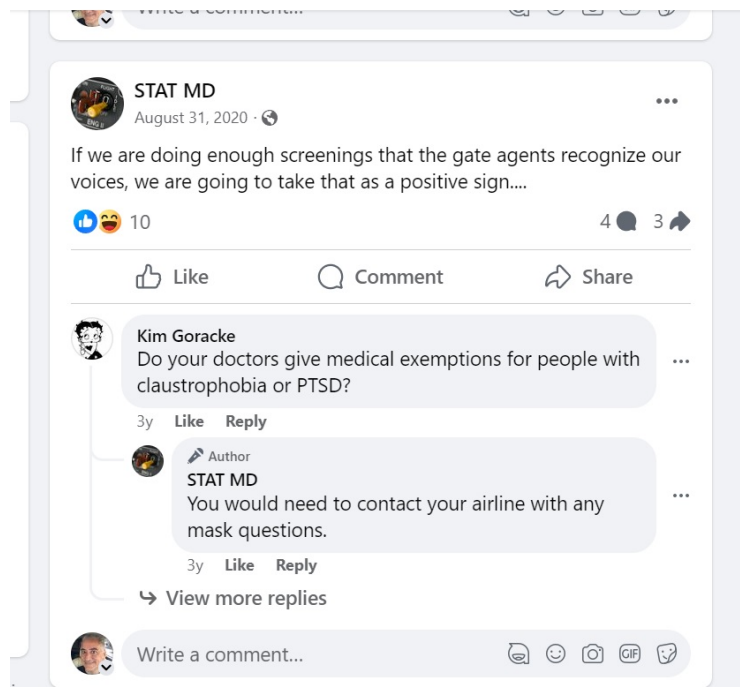 Write a comment...
STAT MD
August 31, 2020 ·
If we are doing enough screenings that the gate agents recognize our
voices, we are going to take that as a positive sign....
10
4
3
Like
Comment
Share
Kim Goracke
Do your doctors give medical exemptions for people with
claustrophobia or PTSD?
3y Like Reply
Author
STAT MD
You would need to contact your airline with any
mask questions.
3y Like Reply
View more replies
Write a comment...
GIF